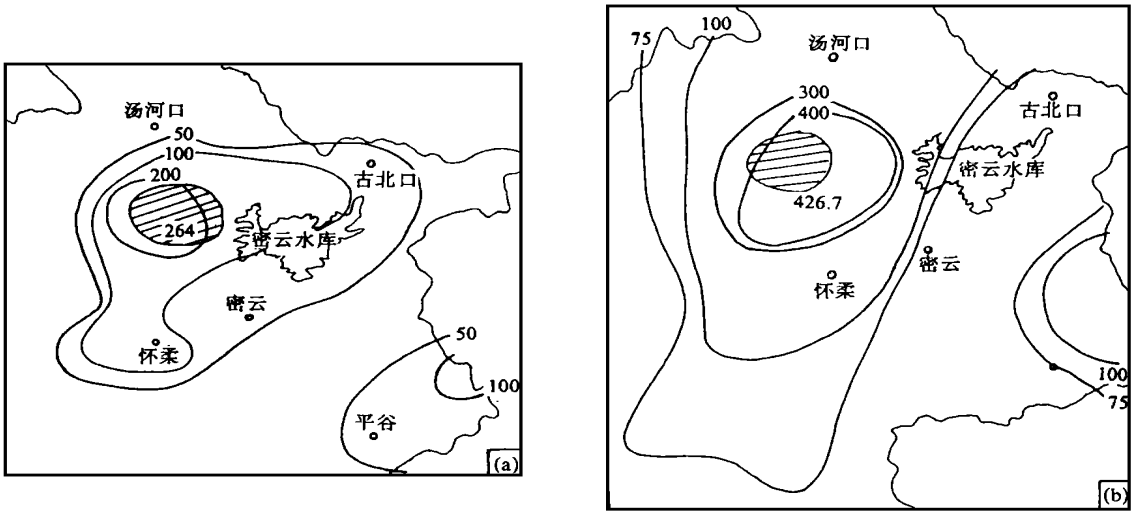 汤河口
50
100
200
古北口
264
密云水库
密云
怀柔
50
100
平谷
(a)
75
100
汤河口
300
400
古北口
密云水库
426.7
密云
怀柔
100
75
(b)